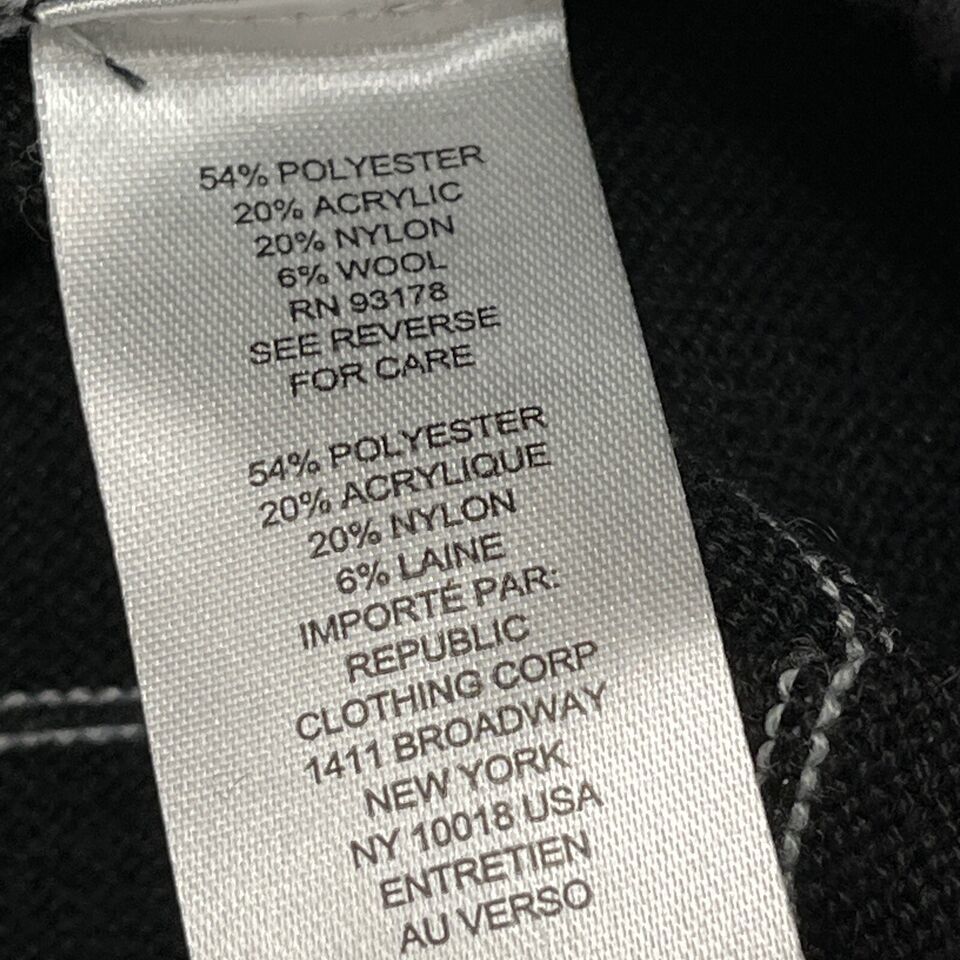 54% POLYESTER
20% ACRYLIC
20% NYLON
6% WOOL
RN 93178
SEE REVERSE
FOR CARE
54% POLYESTER
20% ACRYLIQUE
20% NYLON
6% LAINE
IMPORTÉ PAR:
REPUBLIC
CLOTHING CORP
1411 BROADWAY
NEW YORK
NY 10018 USA
ENTRETIEN
AU VERSO